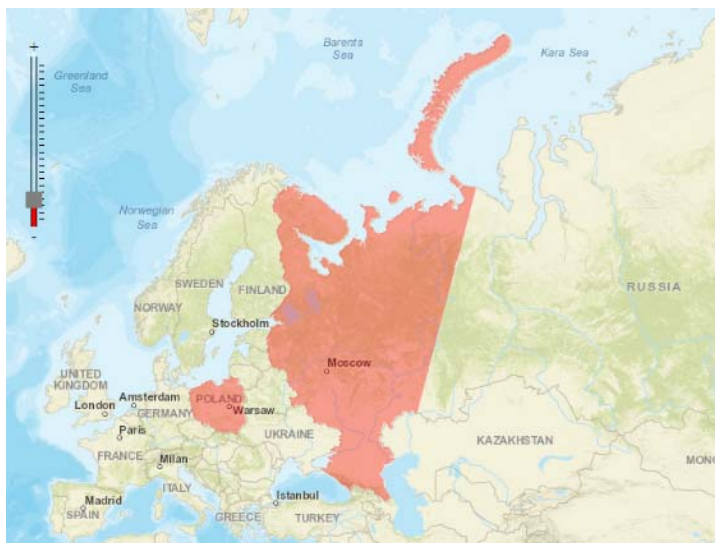 Barents
Sea
Kara Sea
Greenland
Sea
Norwegian
Sea
SWEDEN
FINLAND
NORWAY
RUSSIA
Stockholm
Moscow
UNITED
KINGDOM
Amsterdam
POLAND
London
GERMANY
Warsaw
Paris
UKRAINE
KAZAKHSTAN
FRANCE
Milan
MONG
ITALY
Madrid
Istanbul
SPAIN
GREECE
TURKEY